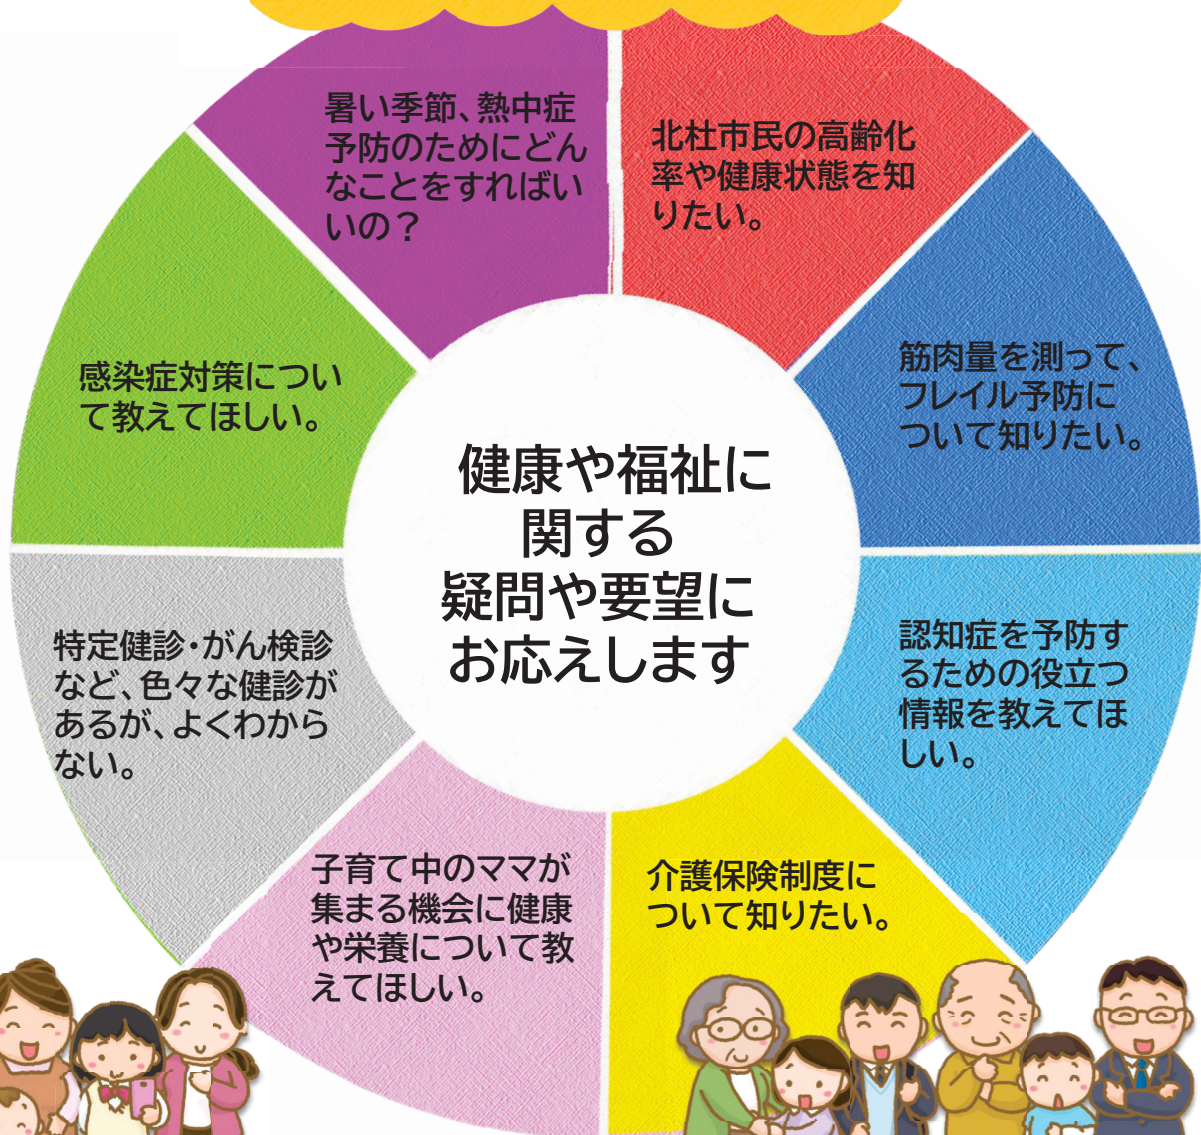 暑い季節、熱中症
予防のためにどん
なことをすればい
いの？
北杜市民の高齢化
率や健康状態を知
りたい。
感染症対策につい
て教えてほしい。
筋肉量を測って、
フレイル予防に
ついて知りたい。
健康や福祉に
関する
疑問や要望に
お応えします
特定健診・がん検診
など、色々な健診が
あるが、よくわから
ない。
認知症を予防す
るための役立つ
情報を教えてほ
しい。
子育て中のママが
集まる機会に健康
や栄養について教
えてほしい。
介護保険制度に
ついて知りたい。